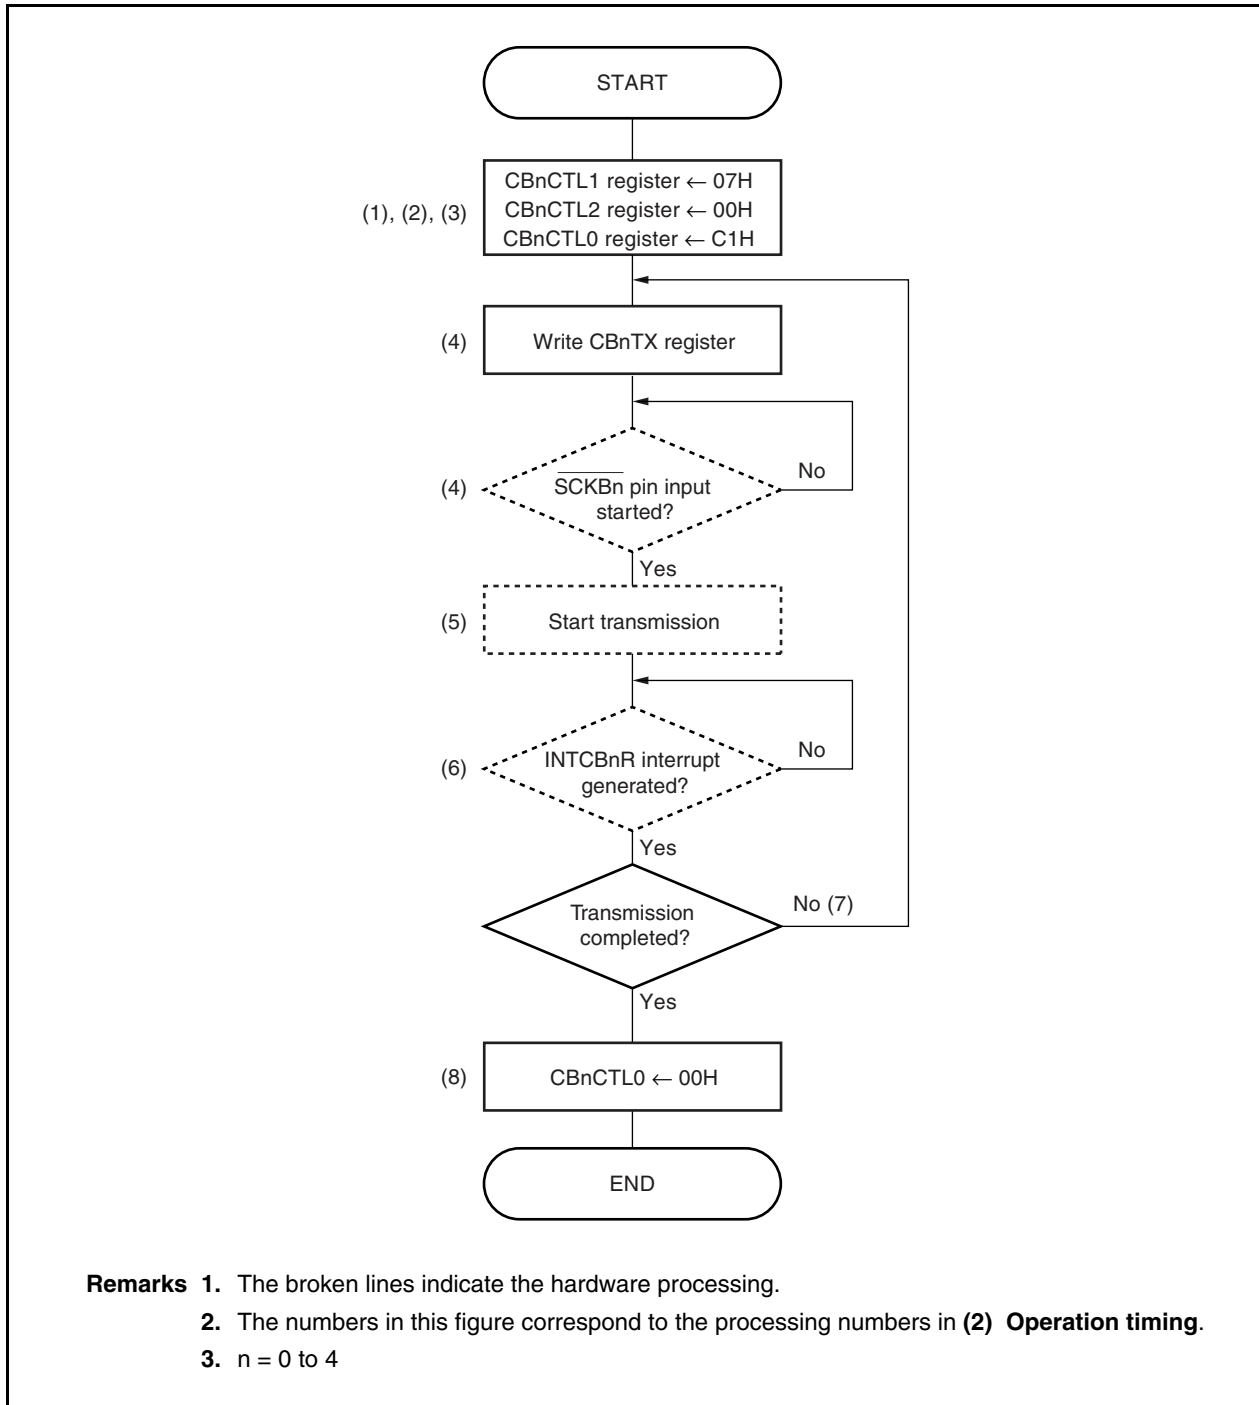 START
CBnCTL1 register ← 07H
(1), (2), (3)
CBnCTL2 register ← 00H
CBnCTL0 register ← C1H
(4)
Write CBnTX register
(4)
SCKBn pin input
started?
No
Yes
(5)
Start transmission
(6)
INTCBnR interrupt
generated?
No
Yes
Transmission
completed?
No (7)
Yes
(8)
CBnCTL0 ← 00H
END
Remarks 1. The broken lines indicate the hardware processing.
2. The numbers in this figure correspond to the processing numbers in (2) Operation timing.
3. n = 0 to 4